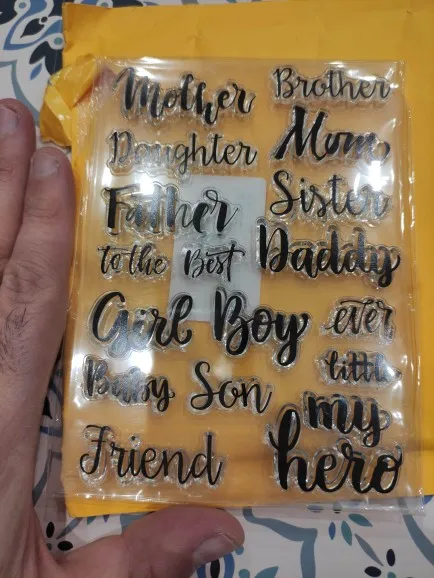 Mother Brother
Daughter Mom
Father Sister
to the Best Daddy
Girl Boy ever
Baby Son little
my
Friend hero